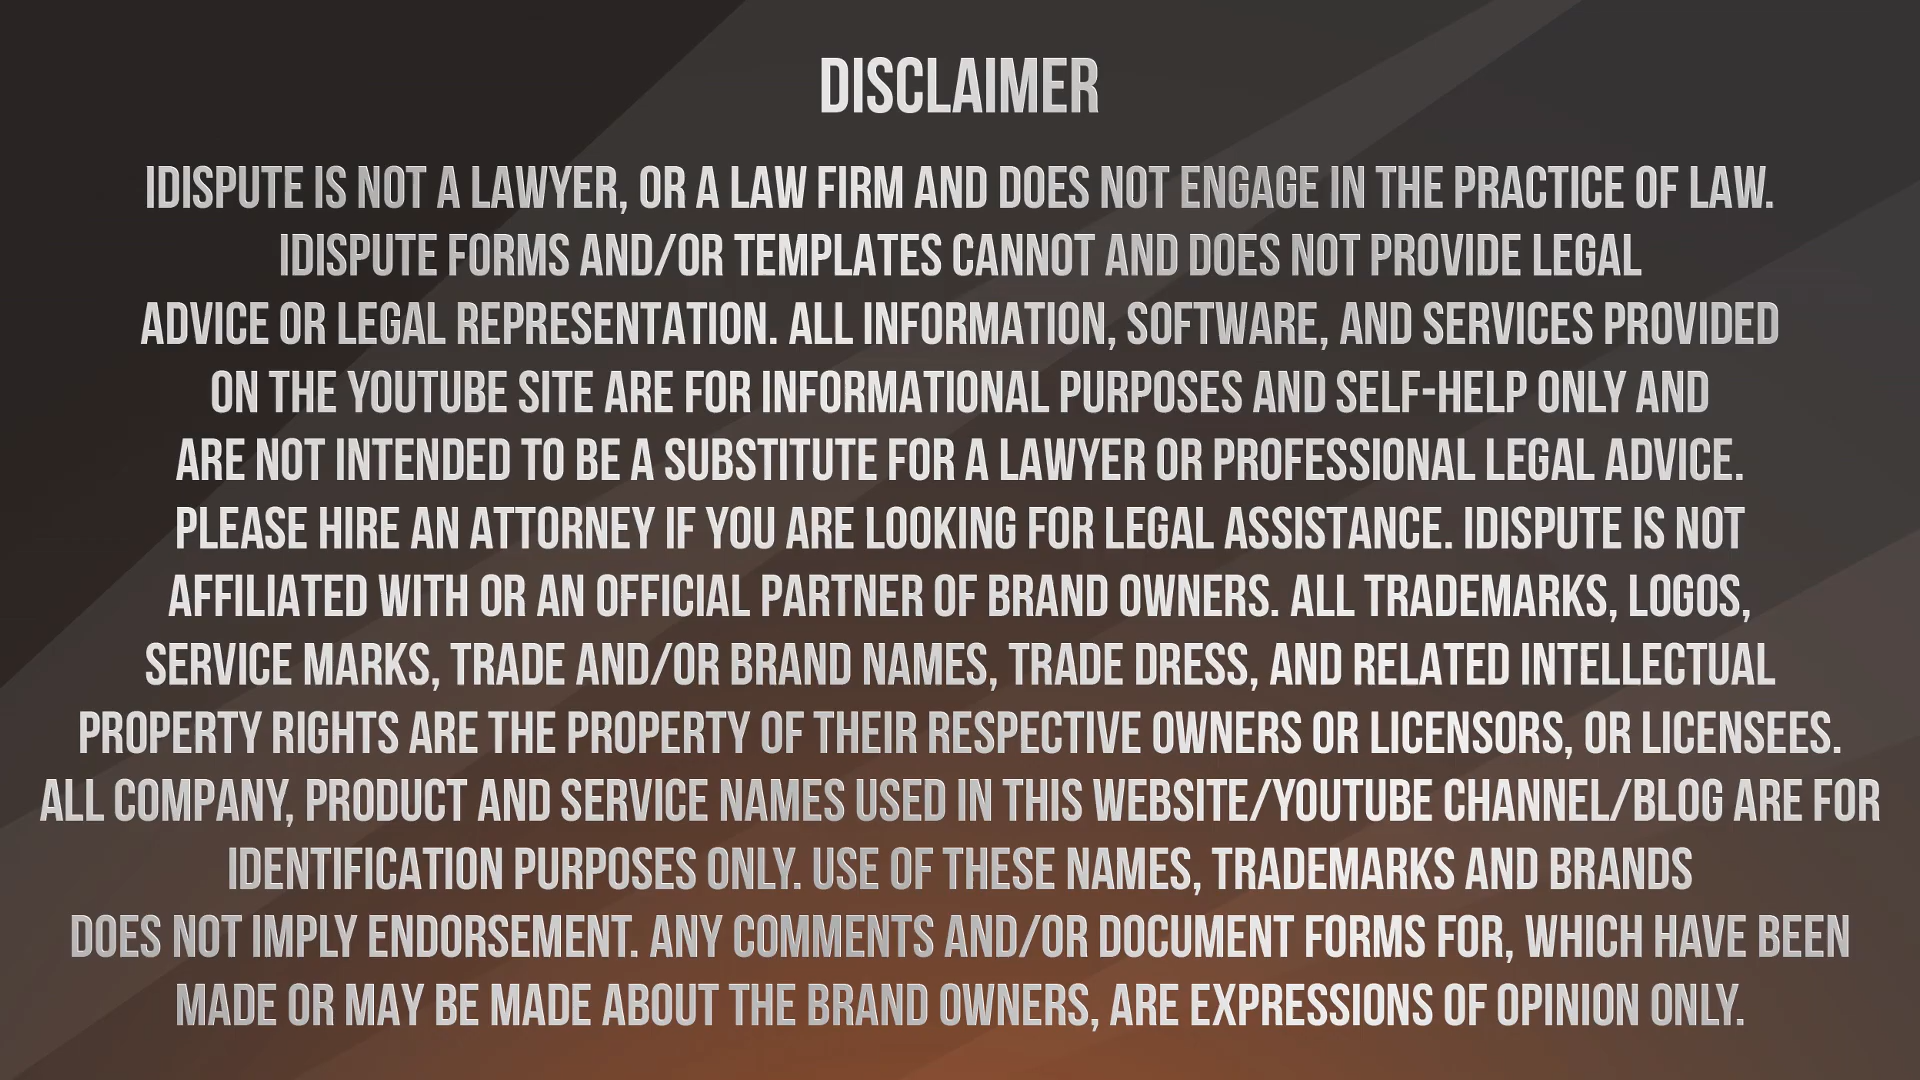 DISCLAIMER
IDISPUTE IS NOT A LAWYER, OR A LAW FIRM AND DOES NOT ENGAGE IN THE PRACTICE OF LAW.
IDISPUTE FORMS AND/OR TEMPLATES CANNOT AND DOES NOT PROVIDE LEGAL
ADVICE OR LEGAL REPRESENTATION. ALL INFORMATION, SOFTWARE, AND SERVICES PROVIDED
ON THE YOUTUBE SITE ARE FOR INFORMATIONAL PURPOSES AND SELF-HELP ONLY AND
ARE NOT INTENDED TO BE A SUBSTITUTE FOR A LAWYER OR PROFESSIONAL LEGAL ADVICE.
PLEASE HIRE AN ATTORNEY IF YOU ARE LOOKING FOR LEGAL ASSISTANCE. IDISPUTE IS NOT
AFFILIATED WITH OR AN OFFICIAL PARTNER OF BRAND OWNERS. ALL TRADEMARKS, LOGOS,
SERVICE MARKS, TRADE AND/OR BRAND NAMES, TRADE DRESS, AND RELATED INTELLECTUAL
PROPERTY RIGHTS ARE THE PROPERTY OF THEIR RESPECTIVE OWNERS OR LICENSORS, OR LICENSEES.
ALL COMPANY, PRODUCT AND SERVICE NAMES USED IN THIS WEBSITE/YOUTUBE CHANNEL/BLOG ARE FOR
IDENTIFICATION PURPOSES ONLY. USE OF THESE NAMES, TRADEMARKS AND BRANDS
DOES NOT IMPLY ENDORSEMENT. ANY COMMENTS AND/OR DOCUMENT FORMS FOR, WHICH HAVE BEEN
MADE OR MAY BE MADE ABOUT THE BRAND OWNERS, ARE EXPRESSIONS OF OPINION ONLY.